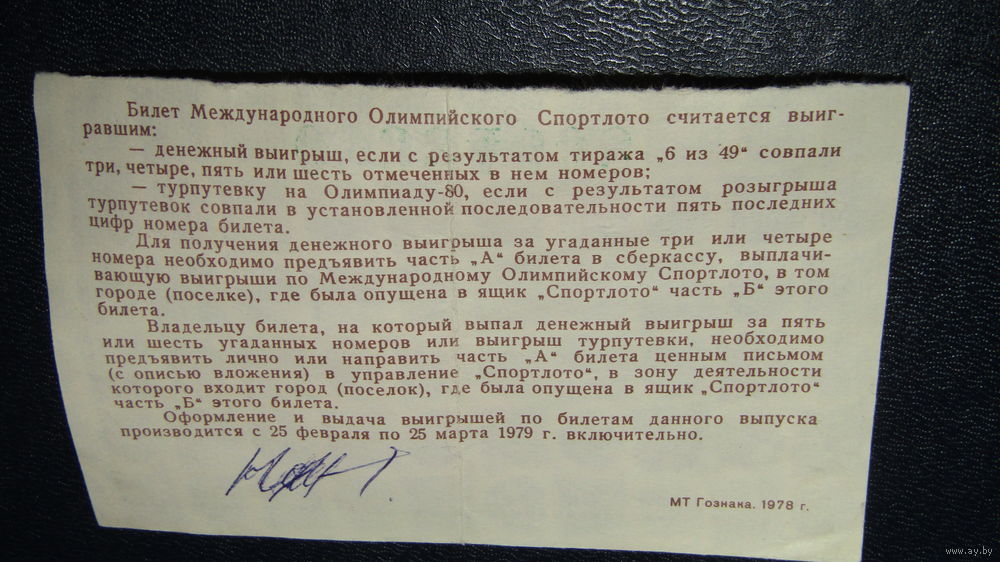 Билет Международного Олимпийского Спортлото считается выиг-
равшим:
— денежный выигрыш, если с результатом тиража „6 из 49“ совпали
три, четыре, пять или шесть отмеченных в нем номеров;
— турпутевку на Олимпиаду-80, если с результатом розыгрыша
турпутевок совпали в установленной последовательности пять последних
цифр номера билета.
Для получения денежного выигрыша за угаданные три или четыре
номера необходимо предъявить часть „А“ билета в сберкассу, выплачи-
вающую выигрыши по Международному Олимпийскому Спортлото, в том
городе (поселке), где была опущена в ящик „Спортлото“ часть „Б“ этого
билета.
Владельцу билета, на который выпал денежный выигрыш за пять
или шесть угаданных номеров или выигрыш турпутевки, необходимо
предъявить лично или направить часть „А“ билета ценным письмом
(с описью вложения) в управление „Спортлото“, в зону деятельности
которого входит город (поселок), где была опущена в ящик „Спортлото“
часть „Б“ этого билета.
Оформление и выдача выигрышей по билетам данного выпуска
производится с 25 февраля по 25 марта 1979 г. включительно.
МТ Гознака. 1978 г.
www.ay.by